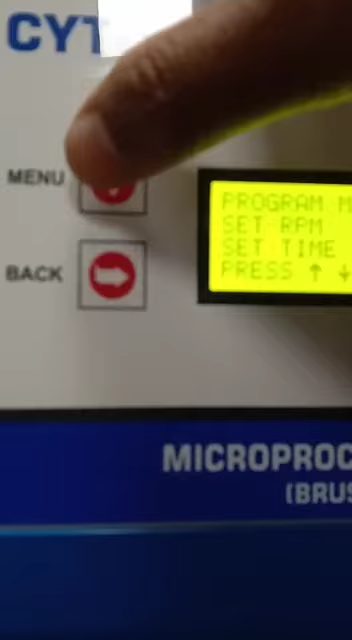 CYT
MENU
PROGRAM M
SET RPM
SET TIME
PRESS ↑ ↓
BACK
MICROPROC
(BRUS